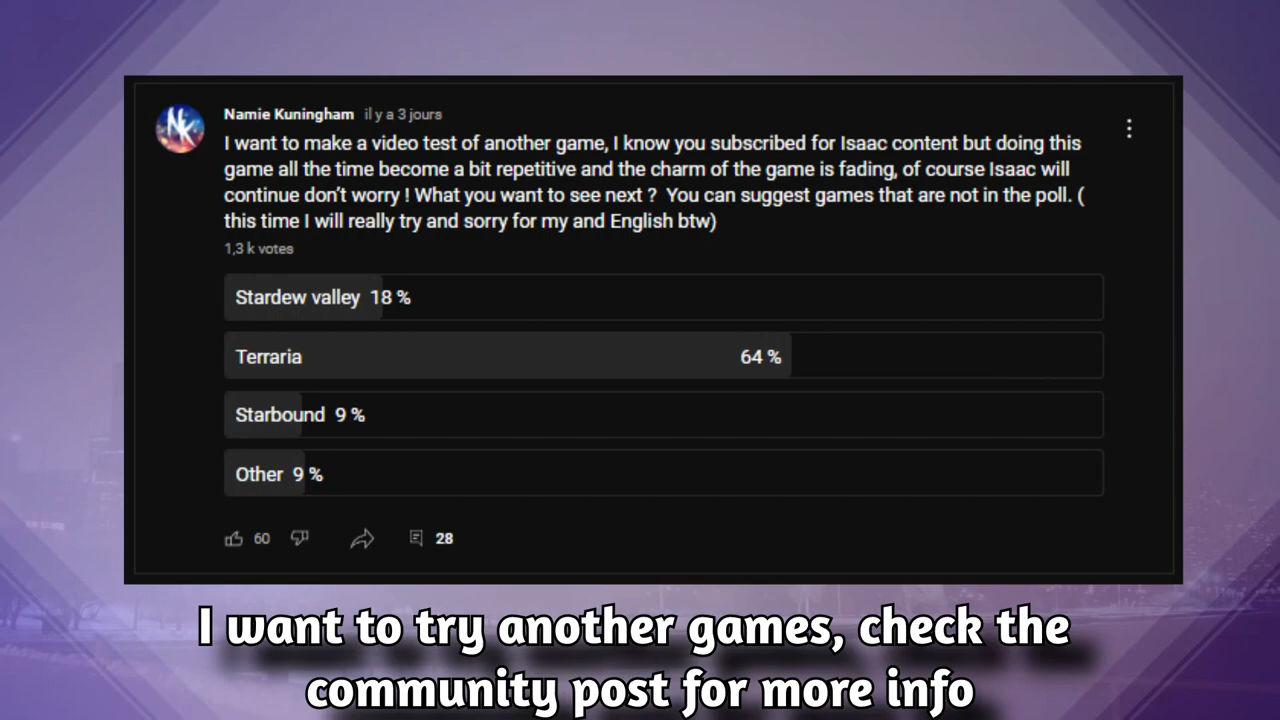 NK
Namie Kuningham il y a 3 jours
I want to make a video test of another game, I know you subscribed for Isaac content but doing this
game all the time become a bit repetitive and the charm of the game is fading, of course Isaac will
continue don't worry ! What you want to see next ?  You can suggest games that are not in the poll. (
this time I will really try and sorry for my and English btw)
1,3 k votes
Stardew valley 18 %
Terraria 64 %
Starbound 9 %
Other 9 %
60 28
I want to try another games, check the
community post for more info